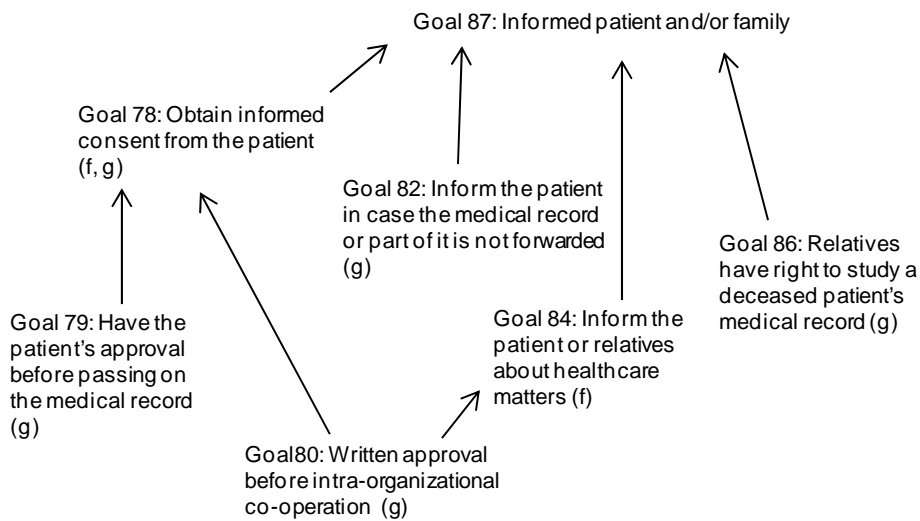 Goal 87: Informed patient and/or family
Goal 78: Obtain informed
consent from the patient
(f, g)
Goal 82: Inform the patient
in case the medical record
or part of it is not forwarded
(g)
Goal 86: Relatives
have right to study a
deceased patient's
medical record (g)
Goal 79: Have the
patient's approval
before passing on
the medical record
(g)
Goal 84: Inform the
patient or relatives
about healthcare
matters (f)
Goal80: Written approval
before intra-organizational
co-operation (g)